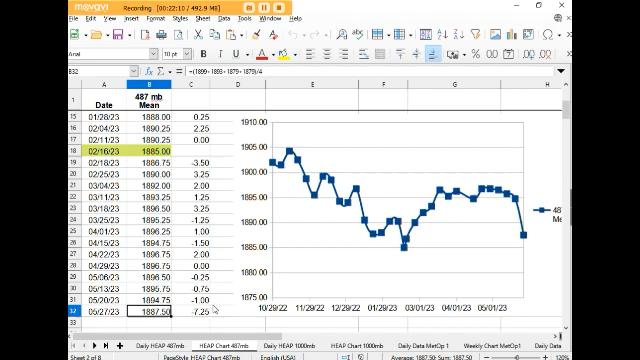 movavi Recording [00:22:10 / 492.9 MB]
File Edit View Insert Format Styles Sheet Data Tools Window Help
Arial 10 pt
B32 fx Σ = =(1899+1893+1879+1879)/4
A B C D E F G H
1 Date 487 mb Mean
15 01/28/23 1888.00 0.25
16 02/04/23 1890.25 2.25
17 02/11/23 1890.25 0.00
18 02/16/23 1885.00
19 02/18/23 1886.75 -3.50
20 02/25/23 1890.00 3.25
21 03/04/23 1892.00 2.00
22 03/11/23 1893.25 1.25
23 03/18/23 1896.50 3.25
24 03/25/23 1895.25 -1.25
25 04/01/23 1896.25 1.00
26 04/15/23 1894.75 -1.50
27 04/22/23 1896.75 2.00
28 04/29/23 1896.75 0.00
29 05/06/23 1896.50 -0.25
30 05/13/23 1895.75 -0.75
31 05/20/23 1894.75 -1.00
32 05/27/23 1887.50 -7.25
33
1910.00
1905.00
1900.00
1895.00
1890.00
1885.00
1880.00
1875.00
10/29/22 11/29/22 12/29/22 01/29/23 03/01/23 04/01/23 05/01/23
487
Me
Daily HEAP 487mb HEAP Chart 487mb Daily HEAP 1000mb HEAP Chart 1000mb Daily Data MetOp 1 Weekly Chart MetOp1 Daily Data
Sheet 2 of 8 PageStyle_HEAP Chart 487mb English (USA) Average: 1887.50; Sum: 1887.50 120%